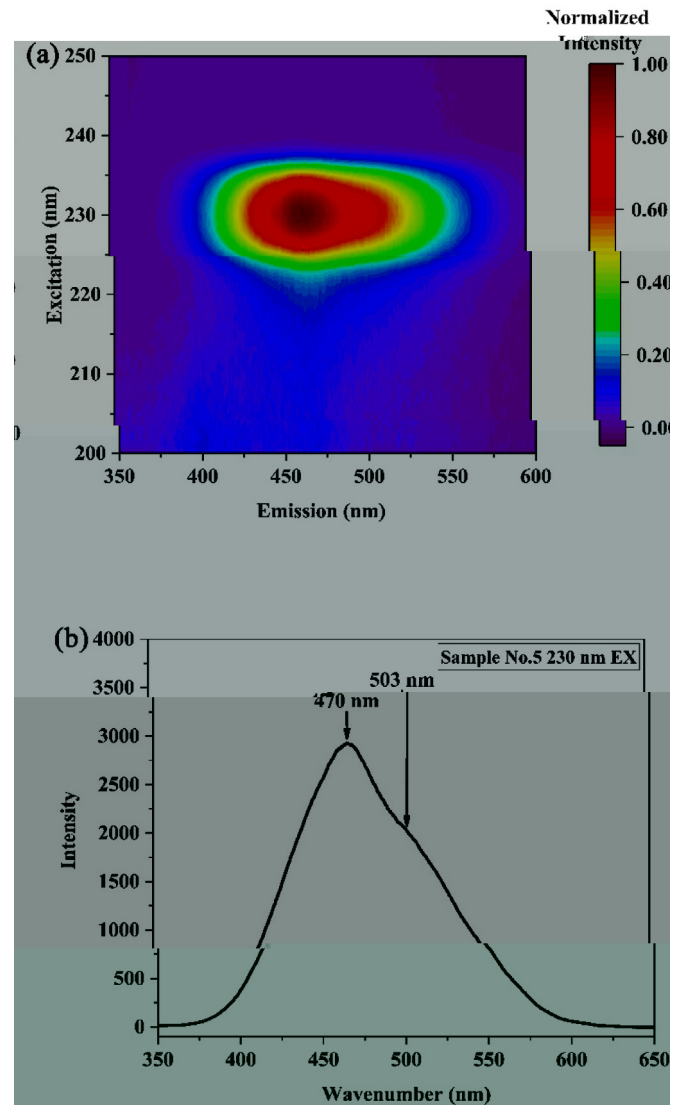 Normalized
Intensity
(a)
250
240
230
220
210
200
Excitation (nm)
350 400 450 500 550 600
Emission (nm)
1.00
0.80
0.60
0.40
0.20
0.00
(b)
4000
3500
3000
2500
2000
1500
1000
500
0
Intensity
Sample No.5 230 nm EX
503 nm
470 nm
350 400 450 500 550 600 650
Wavenumber (nm)